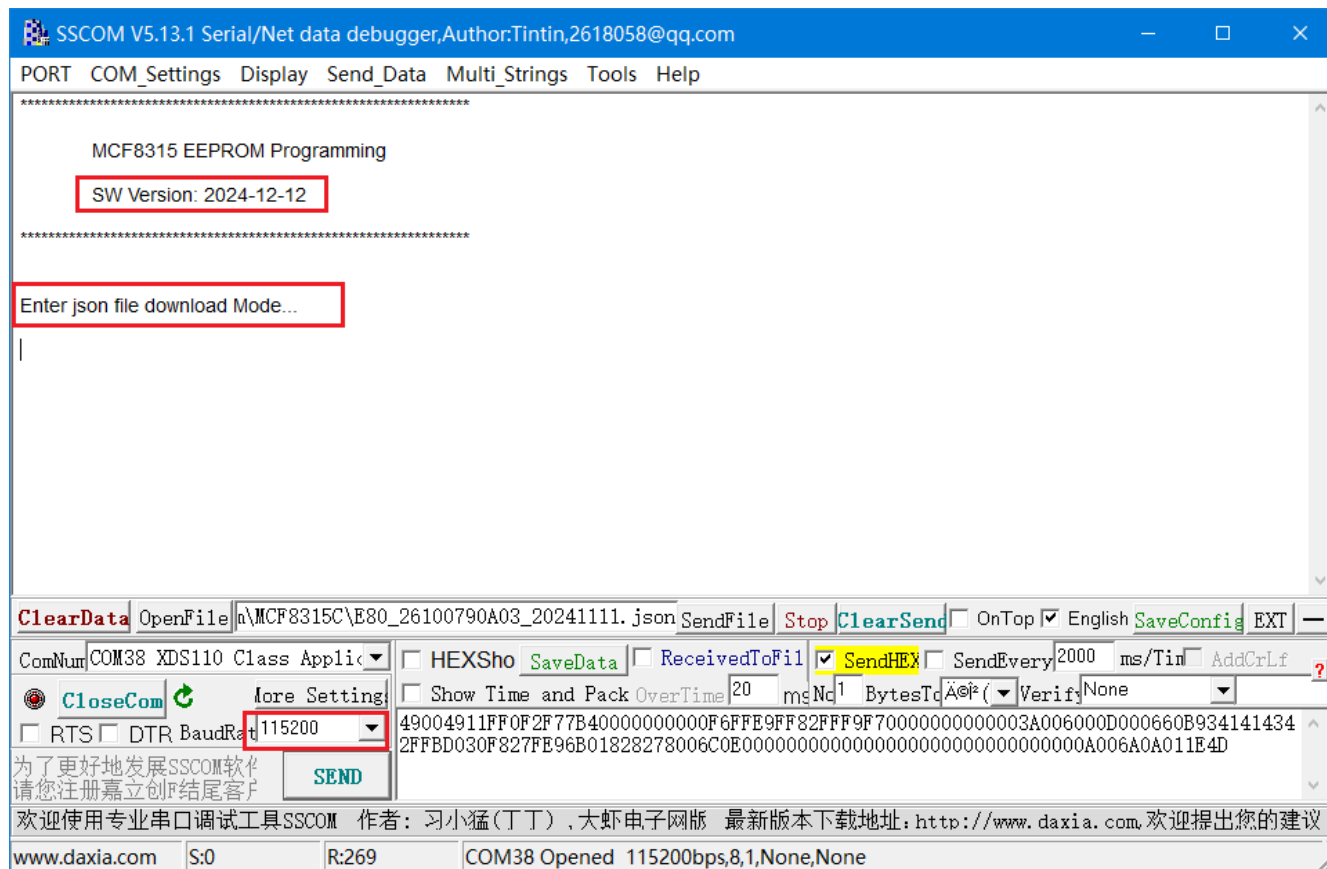 SSCOM V5.13.1 Serial/Net data debugger,Author:Tintin,2618058@qq.com
PORT COM_Settings Display Send_Data Multi_Strings Tools Help
*****************************************************************
MCF8315 EEPROM Programming
SW Version: 2024-12-12
*****************************************************************
Enter json file download Mode...
ClearData OpenFile n\MCF8315C\E80_26100790A03_20241111.json SendFile Stop ClearSend OnTop English SaveConfig EXT —
ComNum COM38 XDS110 Class Applic HEXSho SaveData ReceivedToFil SendHEX SendEvery 2000 ms/Tim AddCrLf ?
CloseCom More Setting Show Time and Pack OverTime 20 ms No 1 BytesTo Verify None
RTS DTR BaudRat 115200
49004911FF0F2F77B40000000000F6FFE9FF82FFF9F70000000000003A006000D000660B934141434
2FFBD030F827FE96B01828278006C0E00000000000000000000000000000000A006A0A011E4D
为了更好地发展SSCOM软件
请您注册嘉立创F结尾客户
SEND
欢迎使用专业串口调试工具SSCOM 作者: 习小猛(丁丁) ,大虾电子网版 最新版本下载地址:http://www.daxia.com,欢迎提出您的建议
www.daxia.com S:0 R:269 COM38 Opened 115200bps,8,1,None,None